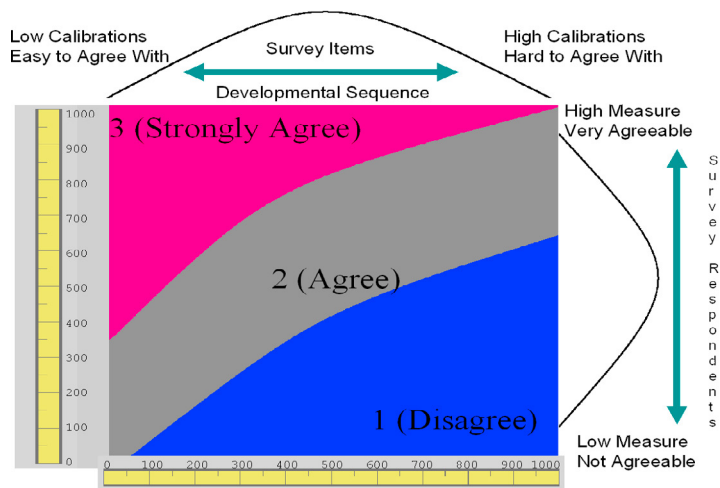 Low Calibrations
Easy to Agree With
Survey Items
Developmental Sequence
High Calibrations
Hard to Agree With
High Measure
Very Agreeable
3 (Strongly Agree)
2 (Agree)
1 (Disagree)
Survey Respondents
Low Measure
Not Agreeable
1000
900
800
700
600
500
400
300
200
100
0
0 100 200 300 400 500 600 700 800 900 1000